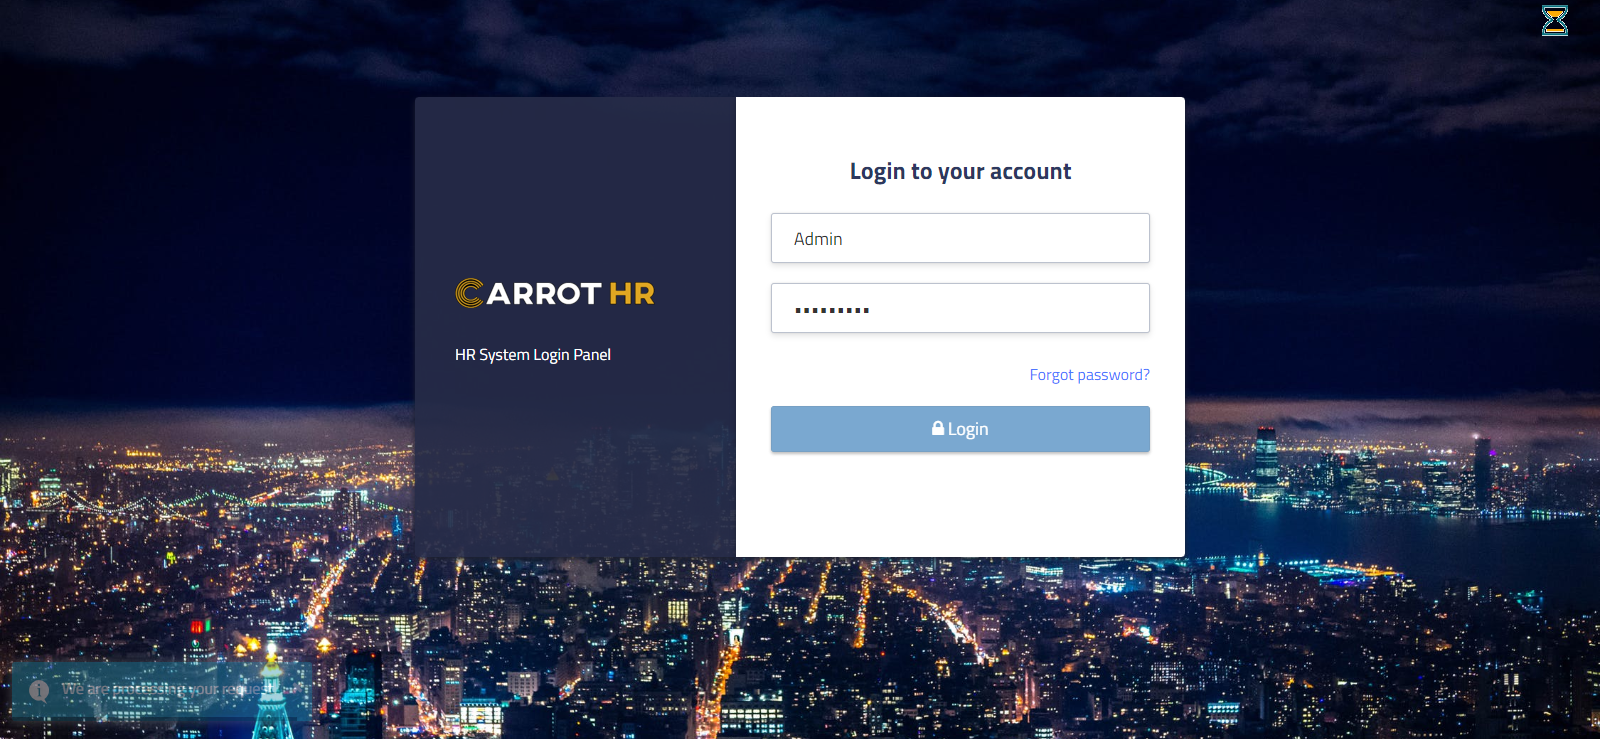 CARROT HR
HR System Login Panel
Login to your account
Admin
Forgot password?
Login
We are processing your request